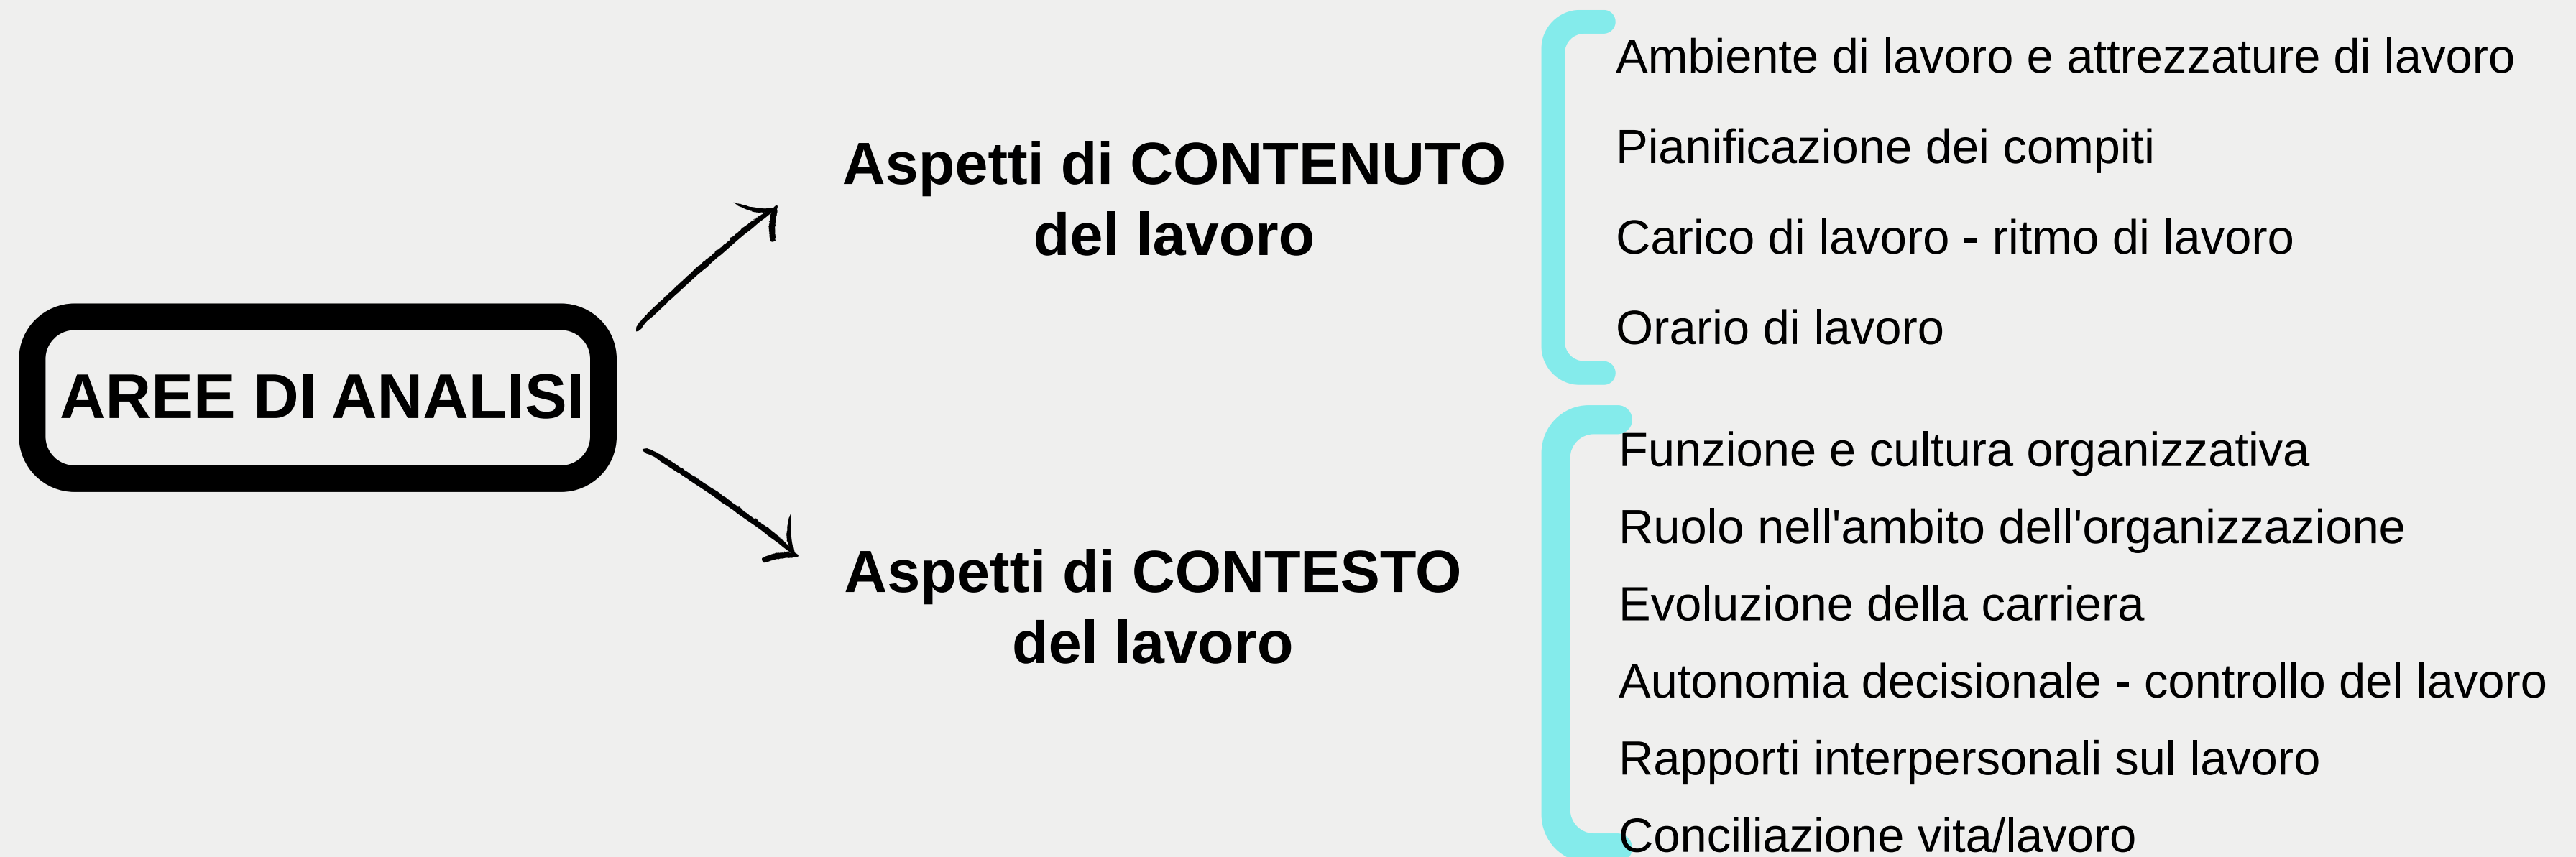 AREE DI ANALISI
Aspetti di CONTENUTO
del lavoro
Ambiente di lavoro e attrezzature di lavoro
Pianificazione dei compiti
Carico di lavoro - ritmo di lavoro
Orario di lavoro
Aspetti di CONTESTO
del lavoro
Funzione e cultura organizzativa
Ruolo nell'ambito dell'organizzazione
Evoluzione della carriera
Autonomia decisionale - controllo del lavoro
Rapporti interpersonali sul lavoro
Conciliazione vita/lavoro